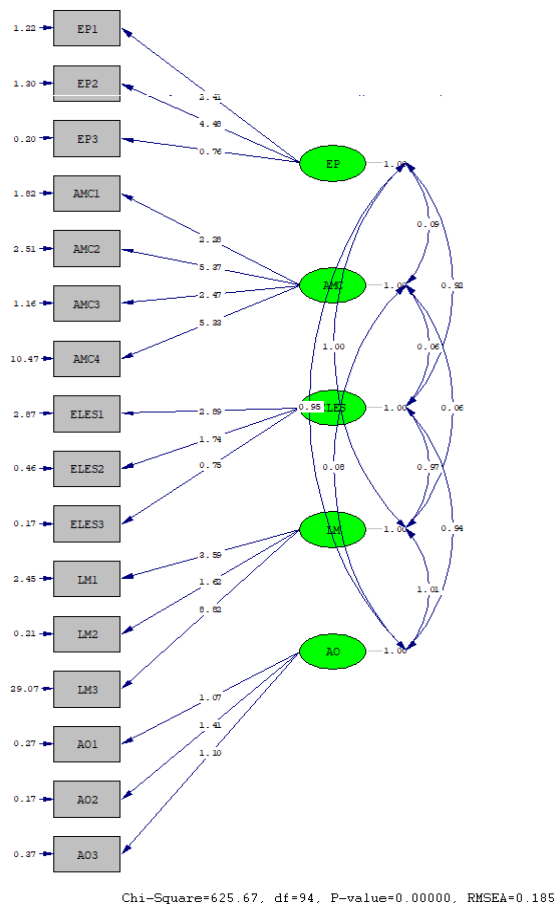 1.22 EP1
1.30 EP2
0.20 EP3
1.82 AMC1
2.51 AMC2
1.16 AMC3
10.47 AMC4
2.87 ELES1
0.46 ELES2
0.17 ELES3
2.45 LM1
0.21 LM2
29.07 LM3
0.27 AO1
0.17 AO2
0.37 AO3
2.41
4.48
0.76
2.28
5.37
2.47
5.33
2.89
1.74
0.75
3.59
1.62
8.82
1.07
1.41
1.10
EP 1.00
AMC 1.00
ELES 1.00
LM 1.00
AO 1.00
0.09
0.92
0.06
1.00
0.95
0.06
0.08
0.97
0.94
1.01
Chi-Square=625.67, df=94, P-value=0.00000, RMSEA=0.185